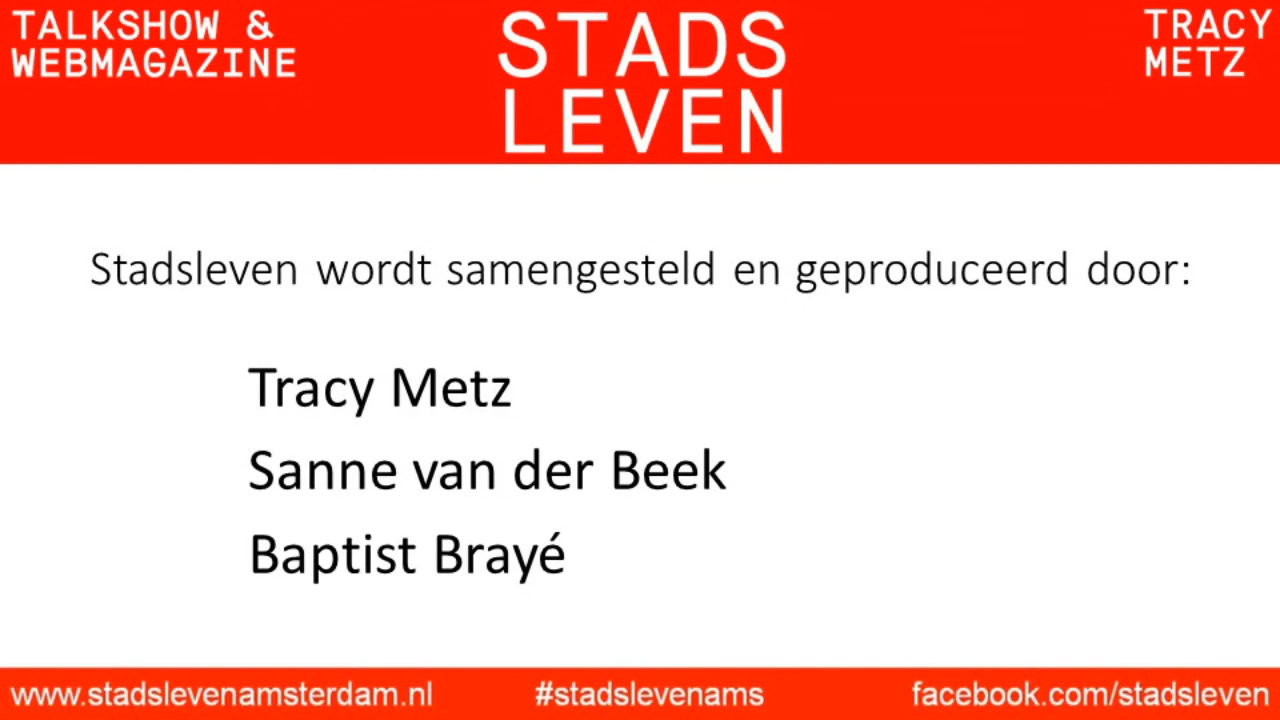 TALKSHOW &
WEBMAGAZINE
STADS
LEVEN
TRACY
METZ
Stadsleven wordt samengesteld en geproduceerd door:
Tracy Metz
Sanne van der Beek
Baptist Brayé
www.stadslevenamsterdam.nl
#stadslevenams
facebook.com/stadsleven